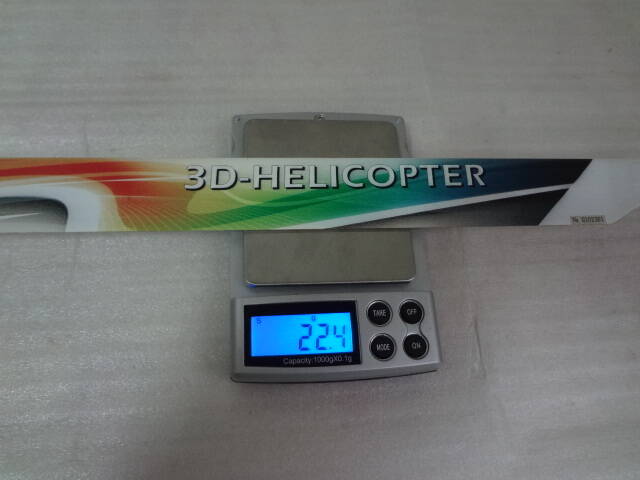 3D-HELICOPTER
S g
22.4
Capacity:1000gX0.1g
TARE OFF
MODE ON